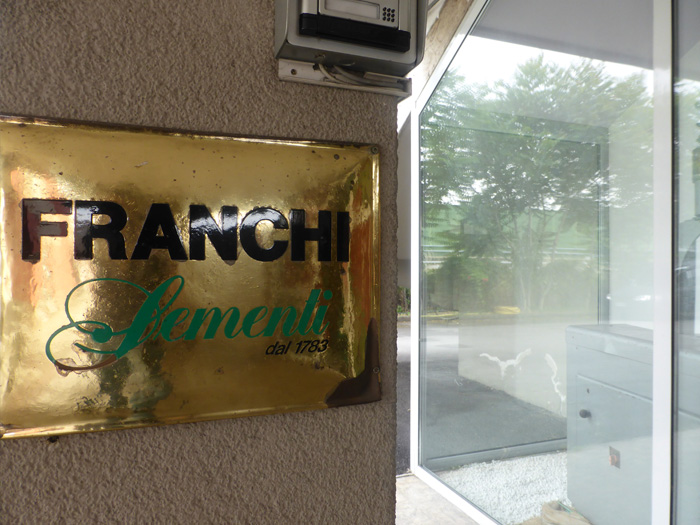 FRANCHI
Sementi
dal 1783